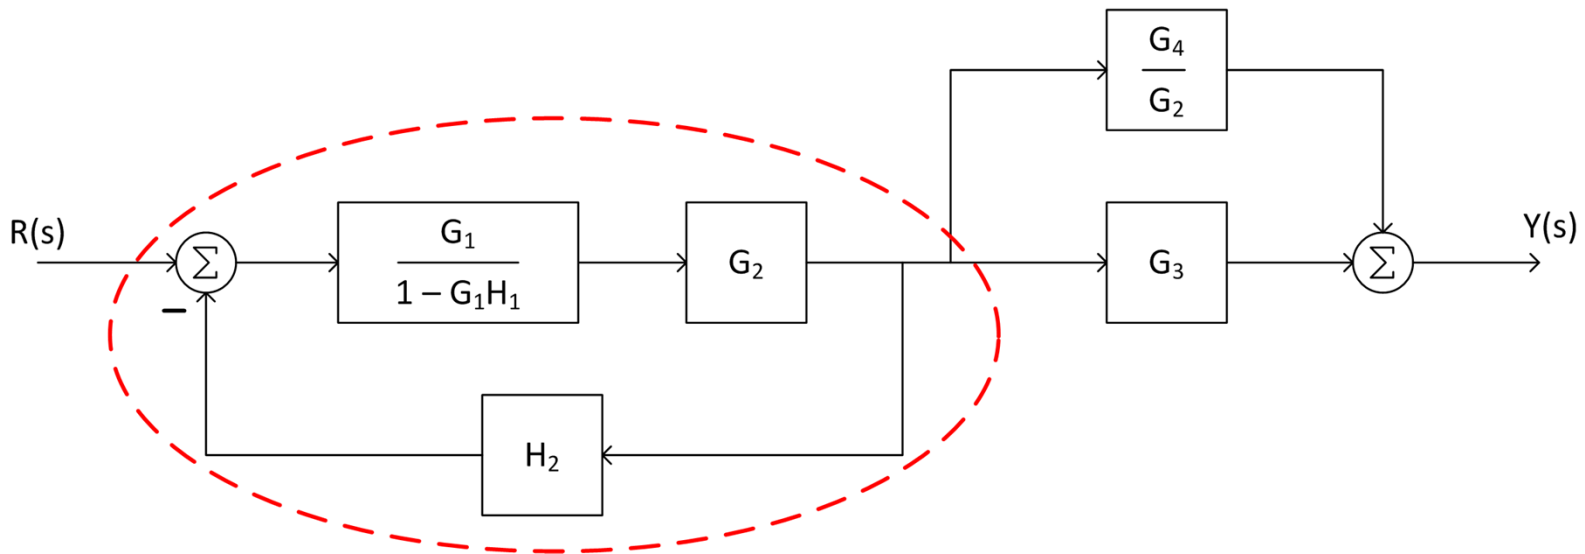 G₄
G₂
R(s)
Σ
−
G₁
1 – G₁H₁
G₂
G₃
Σ
Y(s)
H₂